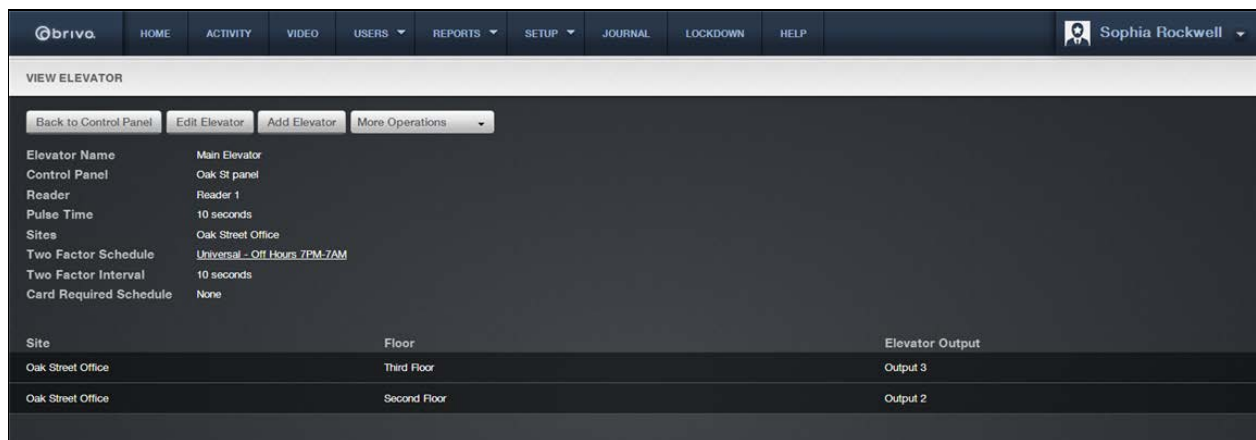 brivo.
HOME ACTIVITY VIDEO USERS REPORTS SETUP JOURNAL LOCKDOWN HELP Sophia Rockwell
VIEW ELEVATOR
Back to Control Panel Edit Elevator Add Elevator More Operations
Elevator Name Main Elevator
Control Panel Oak St panel
Reader Reader 1
Pulse Time 10 seconds
Sites Oak Street Office
Two Factor Schedule Universal - Off Hours 7PM-7AM
Two Factor Interval 10 seconds
Card Required Schedule None
Site Floor Elevator Output
Oak Street Office Third Floor Output 3
Oak Street Office Second Floor Output 2